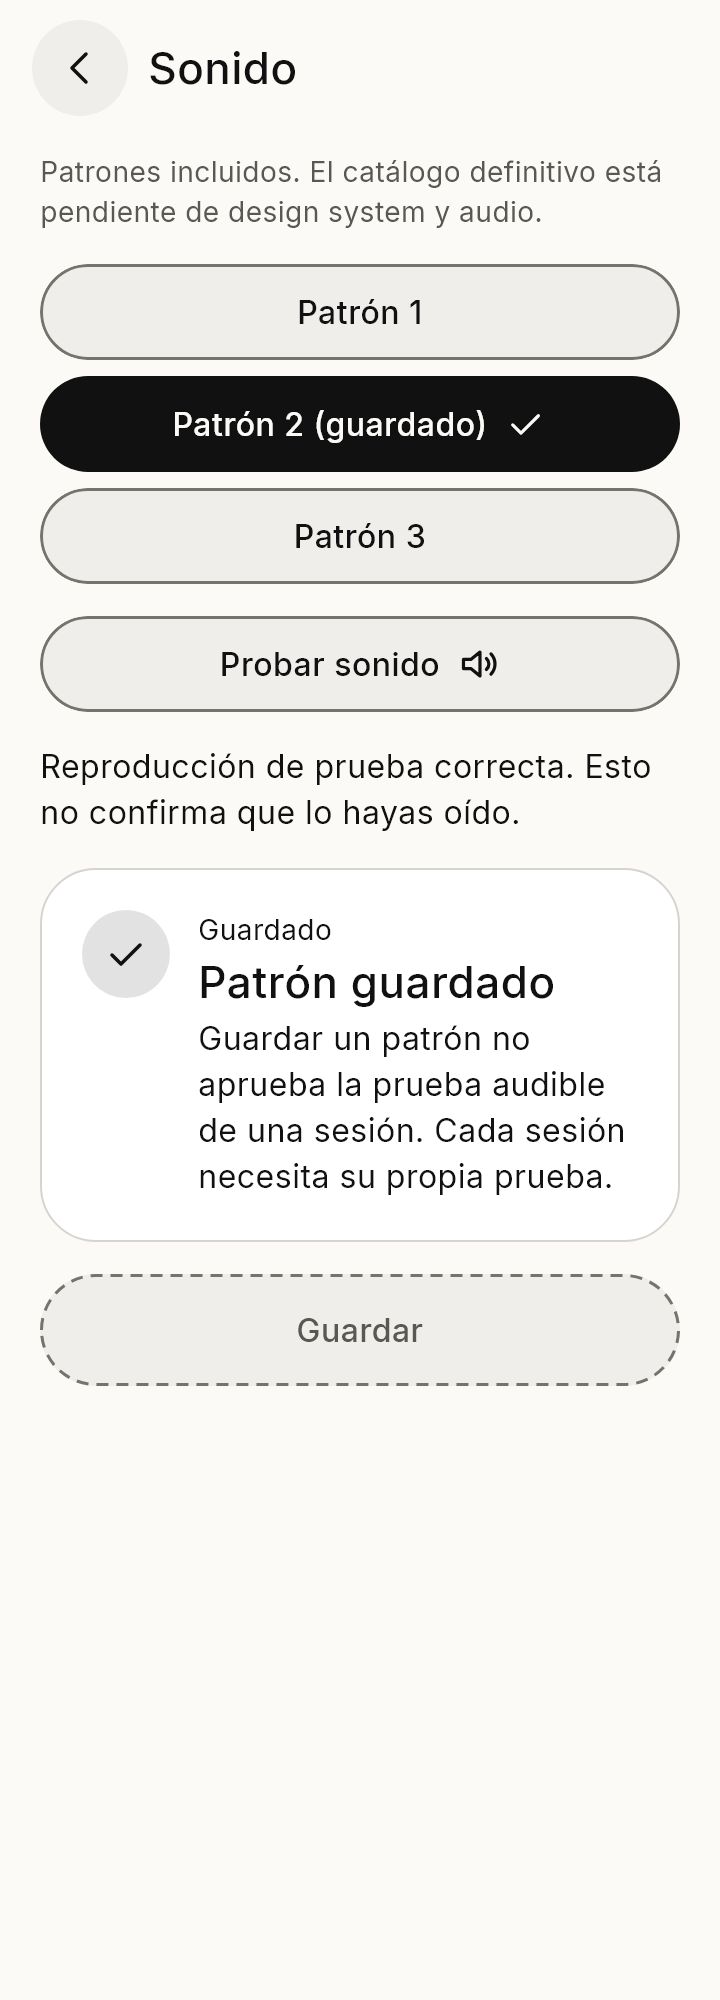 Sonido
Patrones incluidos. El catálogo definitivo está
pendiente de design system y audio.
Patrón 1
Patrón 2 (guardado)
Patrón 3
Probar sonido
Reproducción de prueba correcta. Esto
no confirma que lo hayas oído.
Guardado
Patrón guardado
Guardar un patrón no
aprueba la prueba audible
de una sesión. Cada sesión
necesita su propia prueba.
Guardar